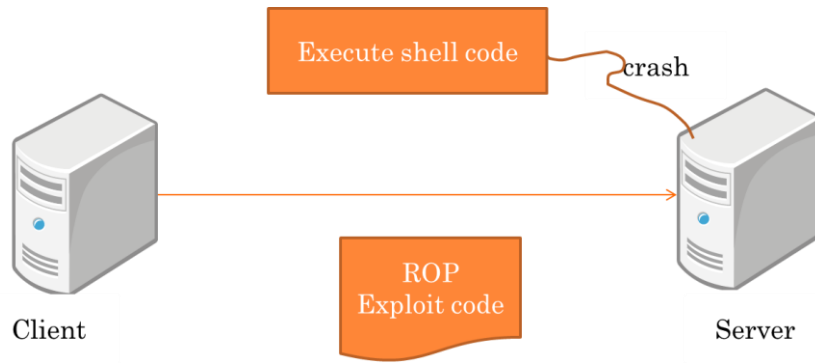 Execute shell code
crash
ROP
Exploit code
Client
Server